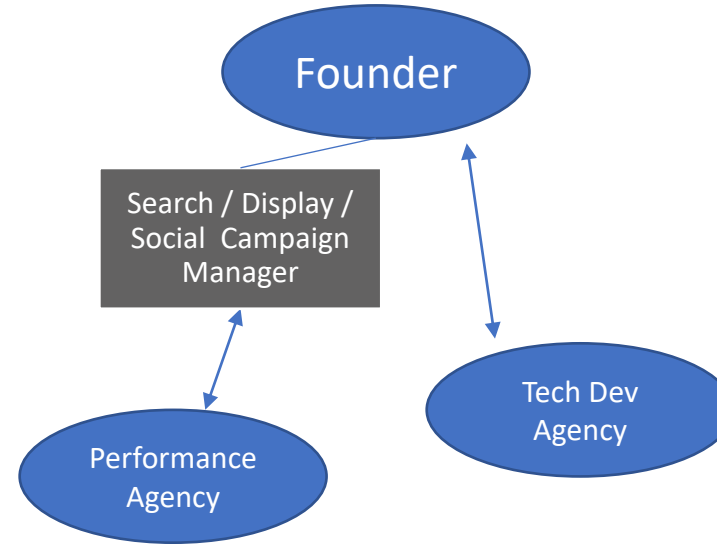 Founder
Search / Display /
Social  Campaign
Manager
Tech Dev
Agency
Performance
Agency